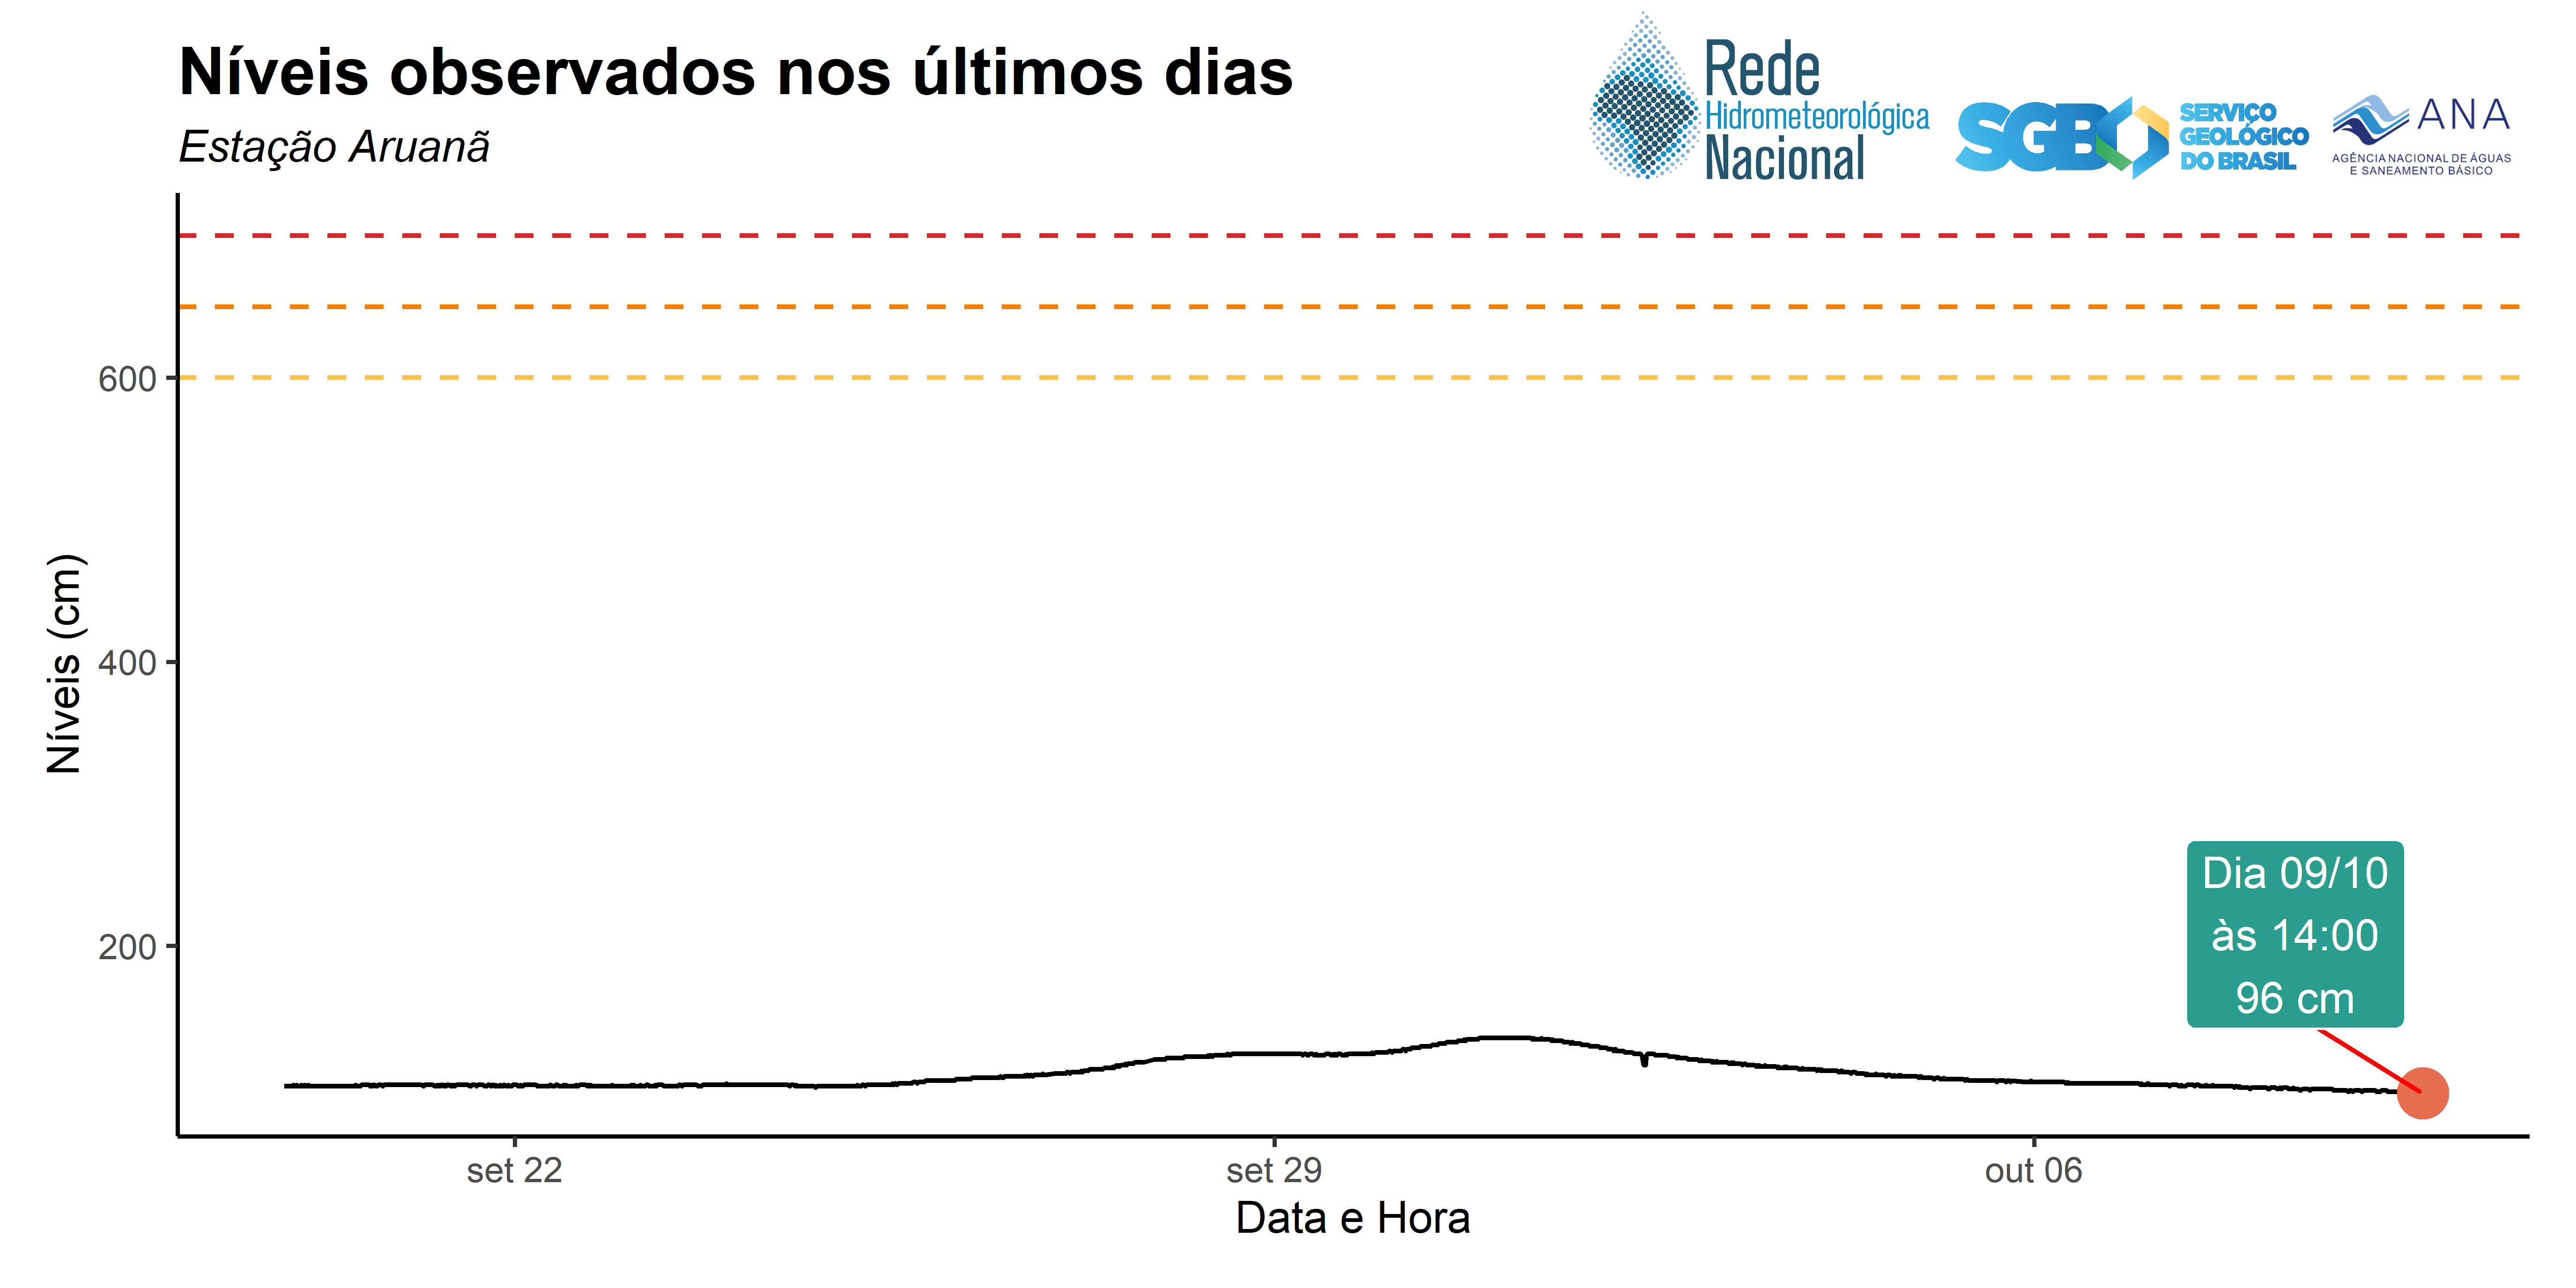 Níveis observados nos últimos dias
Estação Aruanã
Rede
Hidrometeorológica
Nacional
SGB
SERVIÇO
GEOLÓGICO
DO BRASIL
ANA
AGÊNCIA NACIONAL DE ÁGUAS
E SANEAMENTO BÁSICO
Níveis (cm)
600
400
200
Dia 09/10
às 14:00
96 cm
set 22
set 29
out 06
Data e Hora